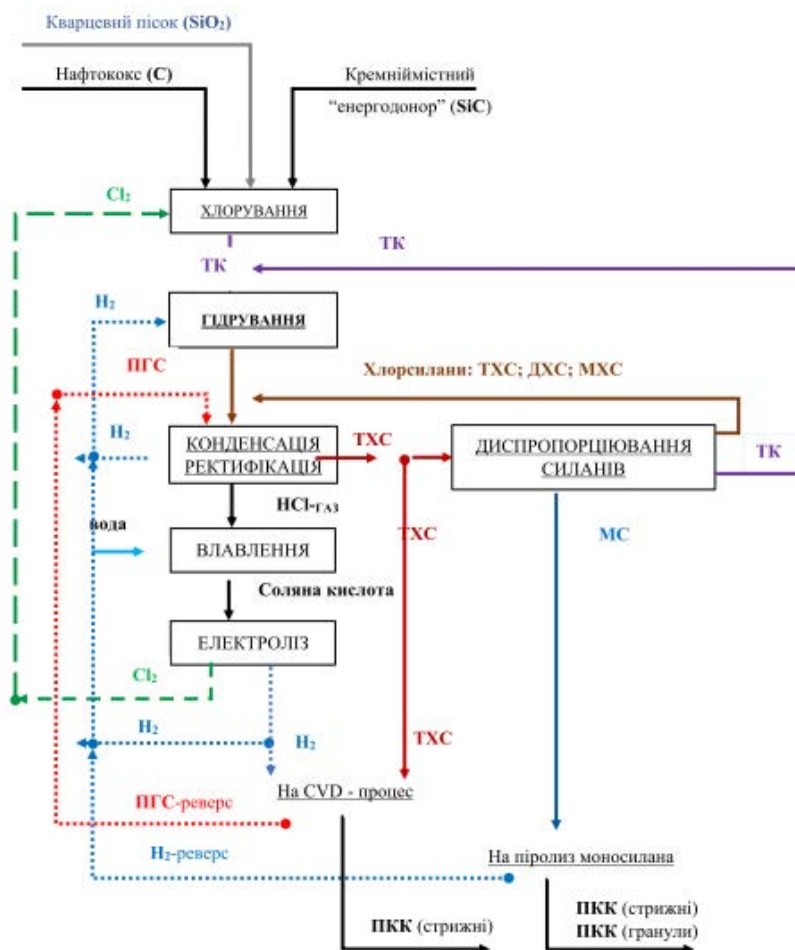 Кварцевий пісок (SiO₂)
Нафтококс (C)
Кремніймістний
“енергодонор” (SiC)
Cl₂
ХЛОРУВАННЯ
ТК
ТК
H₂
ГІДРУВАННЯ
ПГС
Хлорсилани: ТХС; ДХС; МХС
H₂
КОНДЕНСАЦІЯ
РЕКТИФІКАЦІЯ
ТХС
ДИСПРОПОРЦІЮВАННЯ
СИЛАНІВ
ТК
HCl-ГАЗ
вода
ТХС
МС
ВЛАВЛЕННЯ
Соляна кислота
ЕЛЕКТРОЛІЗ
Cl₂
H₂
H₂
ТХС
На CVD - процес
ПГС-реверс
H₂-реверс
На піролиз моносилана
ПКК (стрижні)
ПКК (стрижні)
ПКК (гранули)